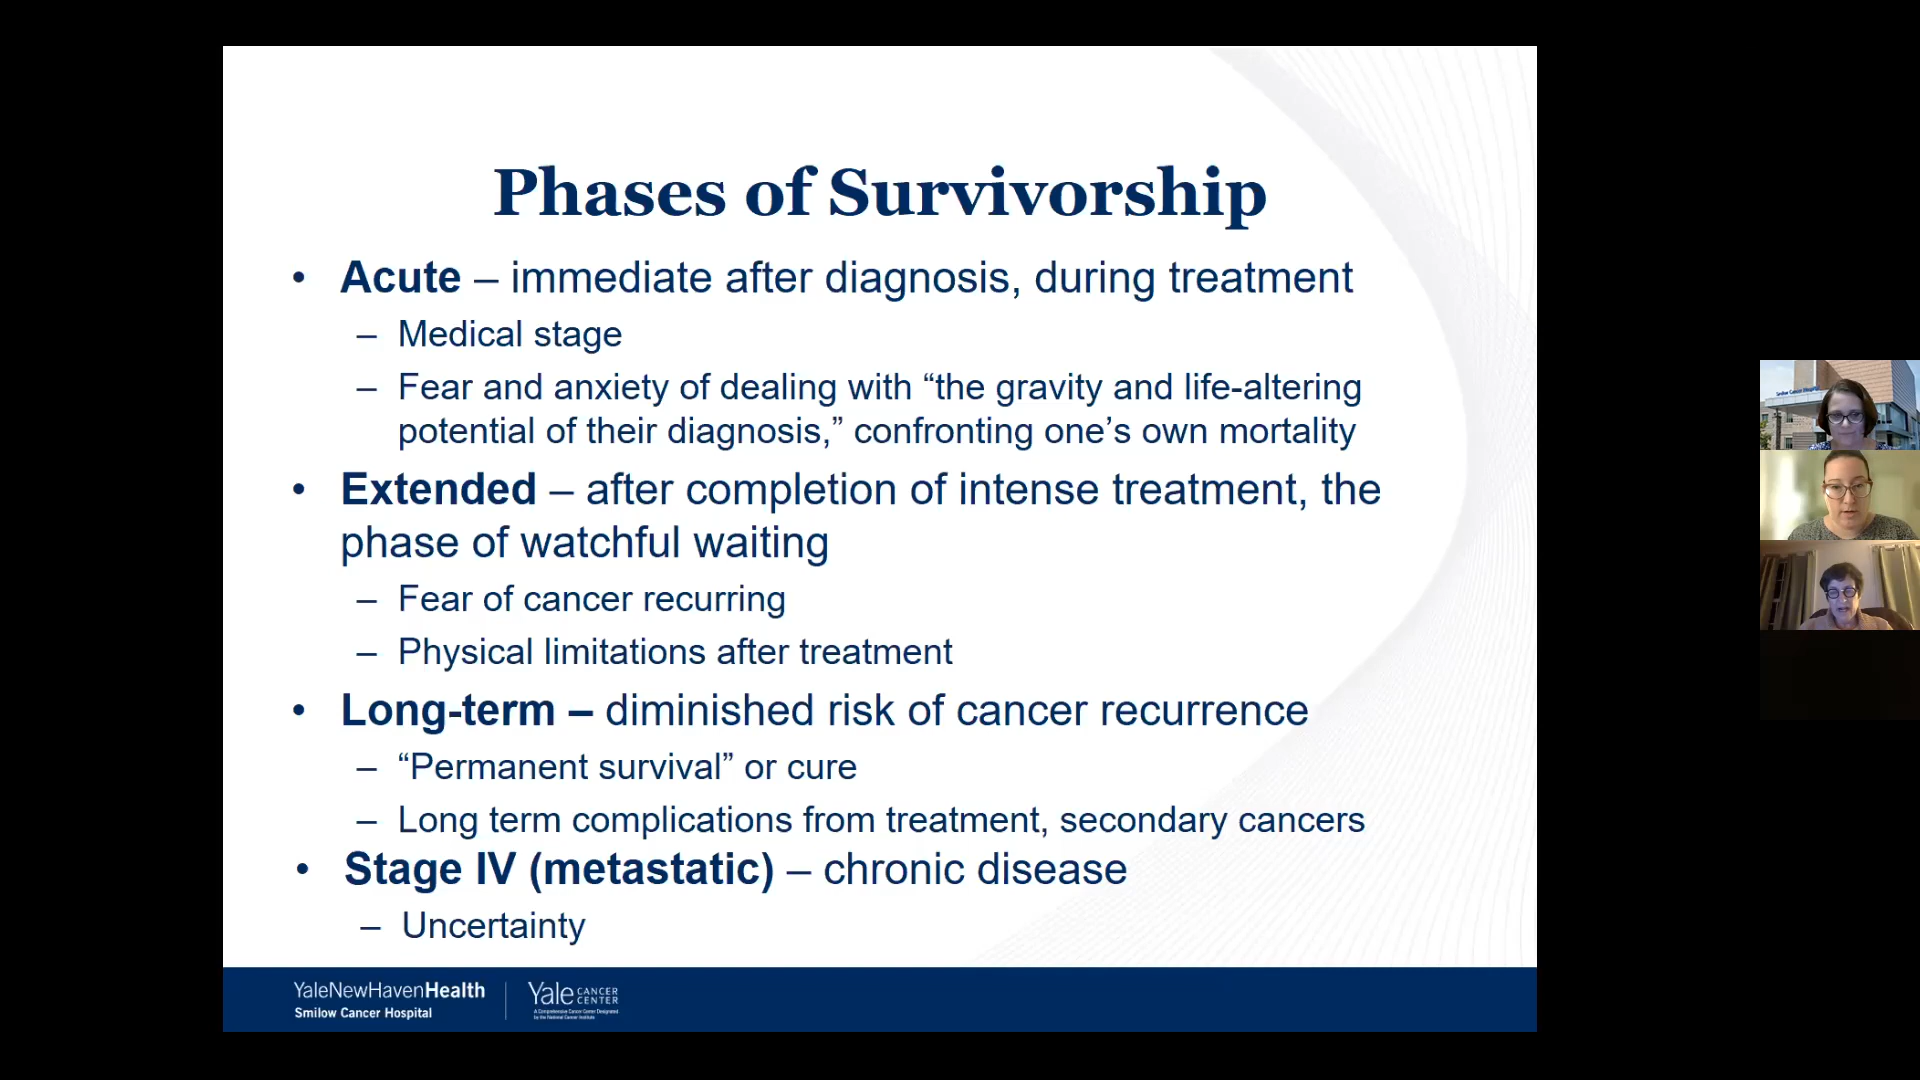 Phases of Survivorship
• Acute – immediate after diagnosis, during treatment
– Medical stage
– Fear and anxiety of dealing with “the gravity and life-altering
potential of their diagnosis,” confronting one’s own mortality
• Extended – after completion of intense treatment, the
phase of watchful waiting
– Fear of cancer recurring
– Physical limitations after treatment
• Long-term – diminished risk of cancer recurrence
– “Permanent survival” or cure
– Long term complications from treatment, secondary cancers
• Stage IV (metastatic) – chronic disease
– Uncertainty
YaleNewHavenHealth
Smilow Cancer Hospital
Yale CANCER
CENTER
A Comprehensive Cancer Center Designated
by the National Cancer Institute
Smilow Cancer Hospital